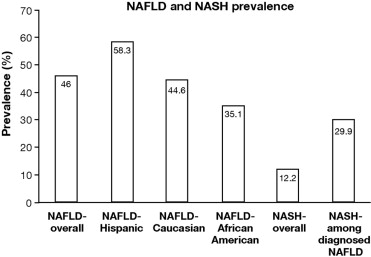 NAFLD and NASH prevalence
Prevalence (%)
70
60
50
40
30
20
10
0
46
58.3
44.6
35.1
12.2
29.9
NAFLD-
overall
NAFLD-
Hispanic
NAFLD-
Caucasian
NAFLD-
African
American
NASH-
overall
NASH-
among
diagnosed
NAFLD